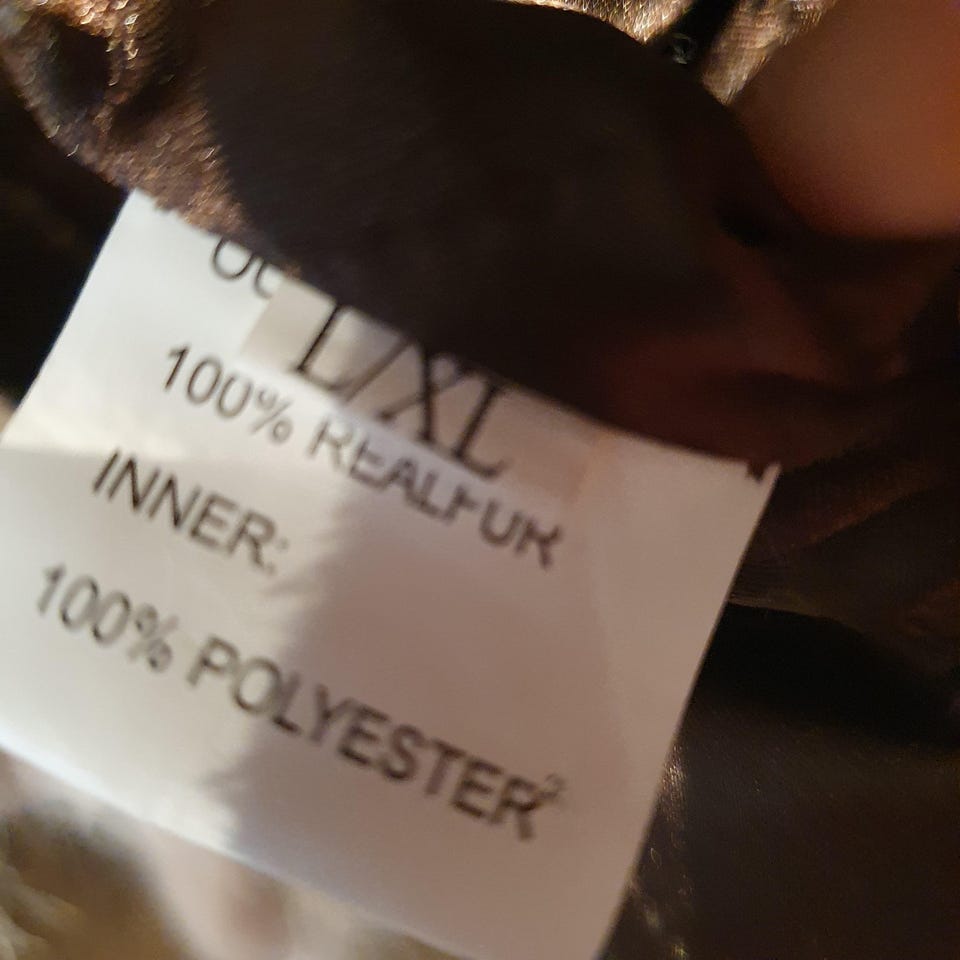 L/XL
100% REALFUR
INNER:
100% POLYESTER